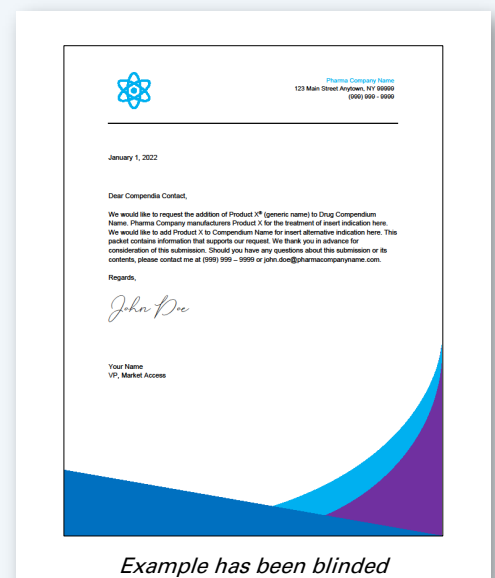 Pharma Company Name
123 Main Street Anytown, NY 99999
(999) 999 - 9999
January 1, 2022
Dear Compendia Contact,
We would like to request the addition of Product X® (generic name) to Drug Compendium
Name. Pharma Company manufacturers Product X for the treatment of insert indication here.
We would like to add Product X to Compendium Name for insert alternative indication here. This
packet contains information that supports our request. We thank you in advance for
consideration of this submission. Should you have any questions about this submission or its
contents, please contact me at (999) 999 – 9999 or john.doe@pharmacompanyname.com.
Regards,
John Doe
Your Name
VP, Market Access
Example has been blinded